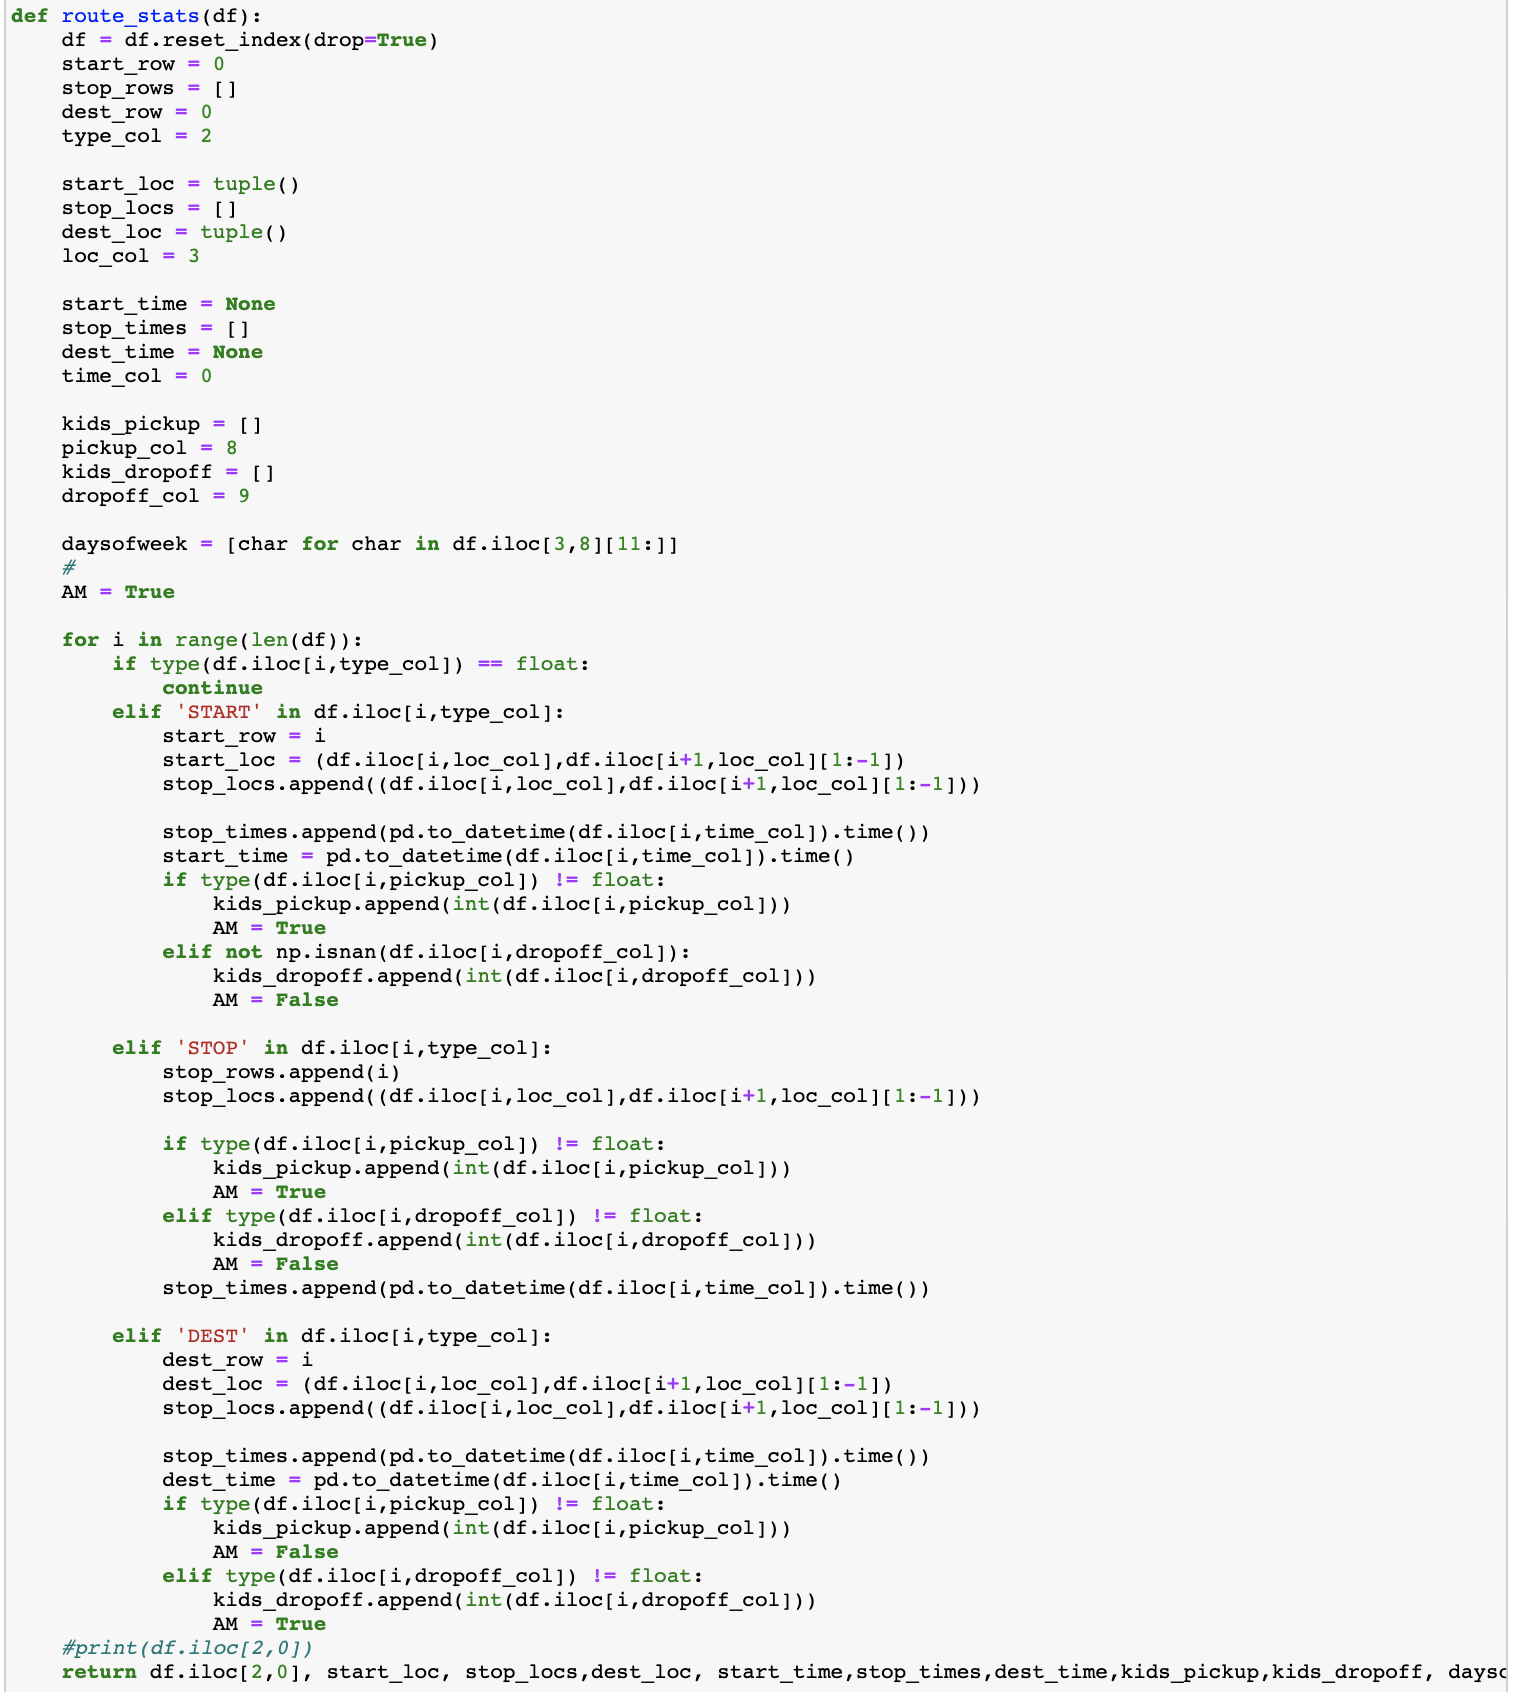 def route_stats(df):
    df = df.reset_index(drop=True)
    start_row = 0
    stop_rows = []
    dest_row = 0
    type_col = 2

    start_loc = tuple()
    stop_locs = []
    dest_loc = tuple()
    loc_col = 3

    start_time = None
    stop_times = []
    dest_time = None
    time_col = 0

    kids_pickup = []
    pickup_col = 8
    kids_dropoff = []
    dropoff_col = 9

    daysofweek = [char for char in df.iloc[3,8][11:]]
    #
    AM = True

    for i in range(len(df)):
        if type(df.iloc[i,type_col]) == float:
            continue
        elif 'START' in df.iloc[i,type_col]:
            start_row = i
            start_loc = (df.iloc[i,loc_col],df.iloc[i+1,loc_col][1:-1])
            stop_locs.append((df.iloc[i,loc_col],df.iloc[i+1,loc_col][1:-1]))

            stop_times.append(pd.to_datetime(df.iloc[i,time_col]).time())
            start_time = pd.to_datetime(df.iloc[i,time_col]).time()
            if type(df.iloc[i,pickup_col]) != float:
                kids_pickup.append(int(df.iloc[i,pickup_col]))
                AM = True
            elif not np.isnan(df.iloc[i,dropoff_col]):
                kids_dropoff.append(int(df.iloc[i,dropoff_col]))
                AM = False

        elif 'STOP' in df.iloc[i,type_col]:
            stop_rows.append(i)
            stop_locs.append((df.iloc[i,loc_col],df.iloc[i+1,loc_col][1:-1]))

            if type(df.iloc[i,pickup_col]) != float:
                kids_pickup.append(int(df.iloc[i,pickup_col]))
                AM = True
            elif type(df.iloc[i,dropoff_col]) != float:
                kids_dropoff.append(int(df.iloc[i,dropoff_col]))
                AM = False
            stop_times.append(pd.to_datetime(df.iloc[i,time_col]).time())

        elif 'DEST' in df.iloc[i,type_col]:
            dest_row = i
            dest_loc = (df.iloc[i,loc_col],df.iloc[i+1,loc_col][1:-1])
            stop_locs.append((df.iloc[i,loc_col],df.iloc[i+1,loc_col][1:-1]))

            stop_times.append(pd.to_datetime(df.iloc[i,time_col]).time())
            dest_time = pd.to_datetime(df.iloc[i,time_col]).time()
            if type(df.iloc[i,pickup_col]) != float:
                kids_pickup.append(int(df.iloc[i,pickup_col]))
                AM = False
            elif type(df.iloc[i,dropoff_col]) != float:
                kids_dropoff.append(int(df.iloc[i,dropoff_col]))
                AM = True
    #print(df.iloc[2,0])
    return df.iloc[2,0], start_loc, stop_locs,dest_loc, start_time,stop_times,dest_time,kids_pickup,kids_dropoff,